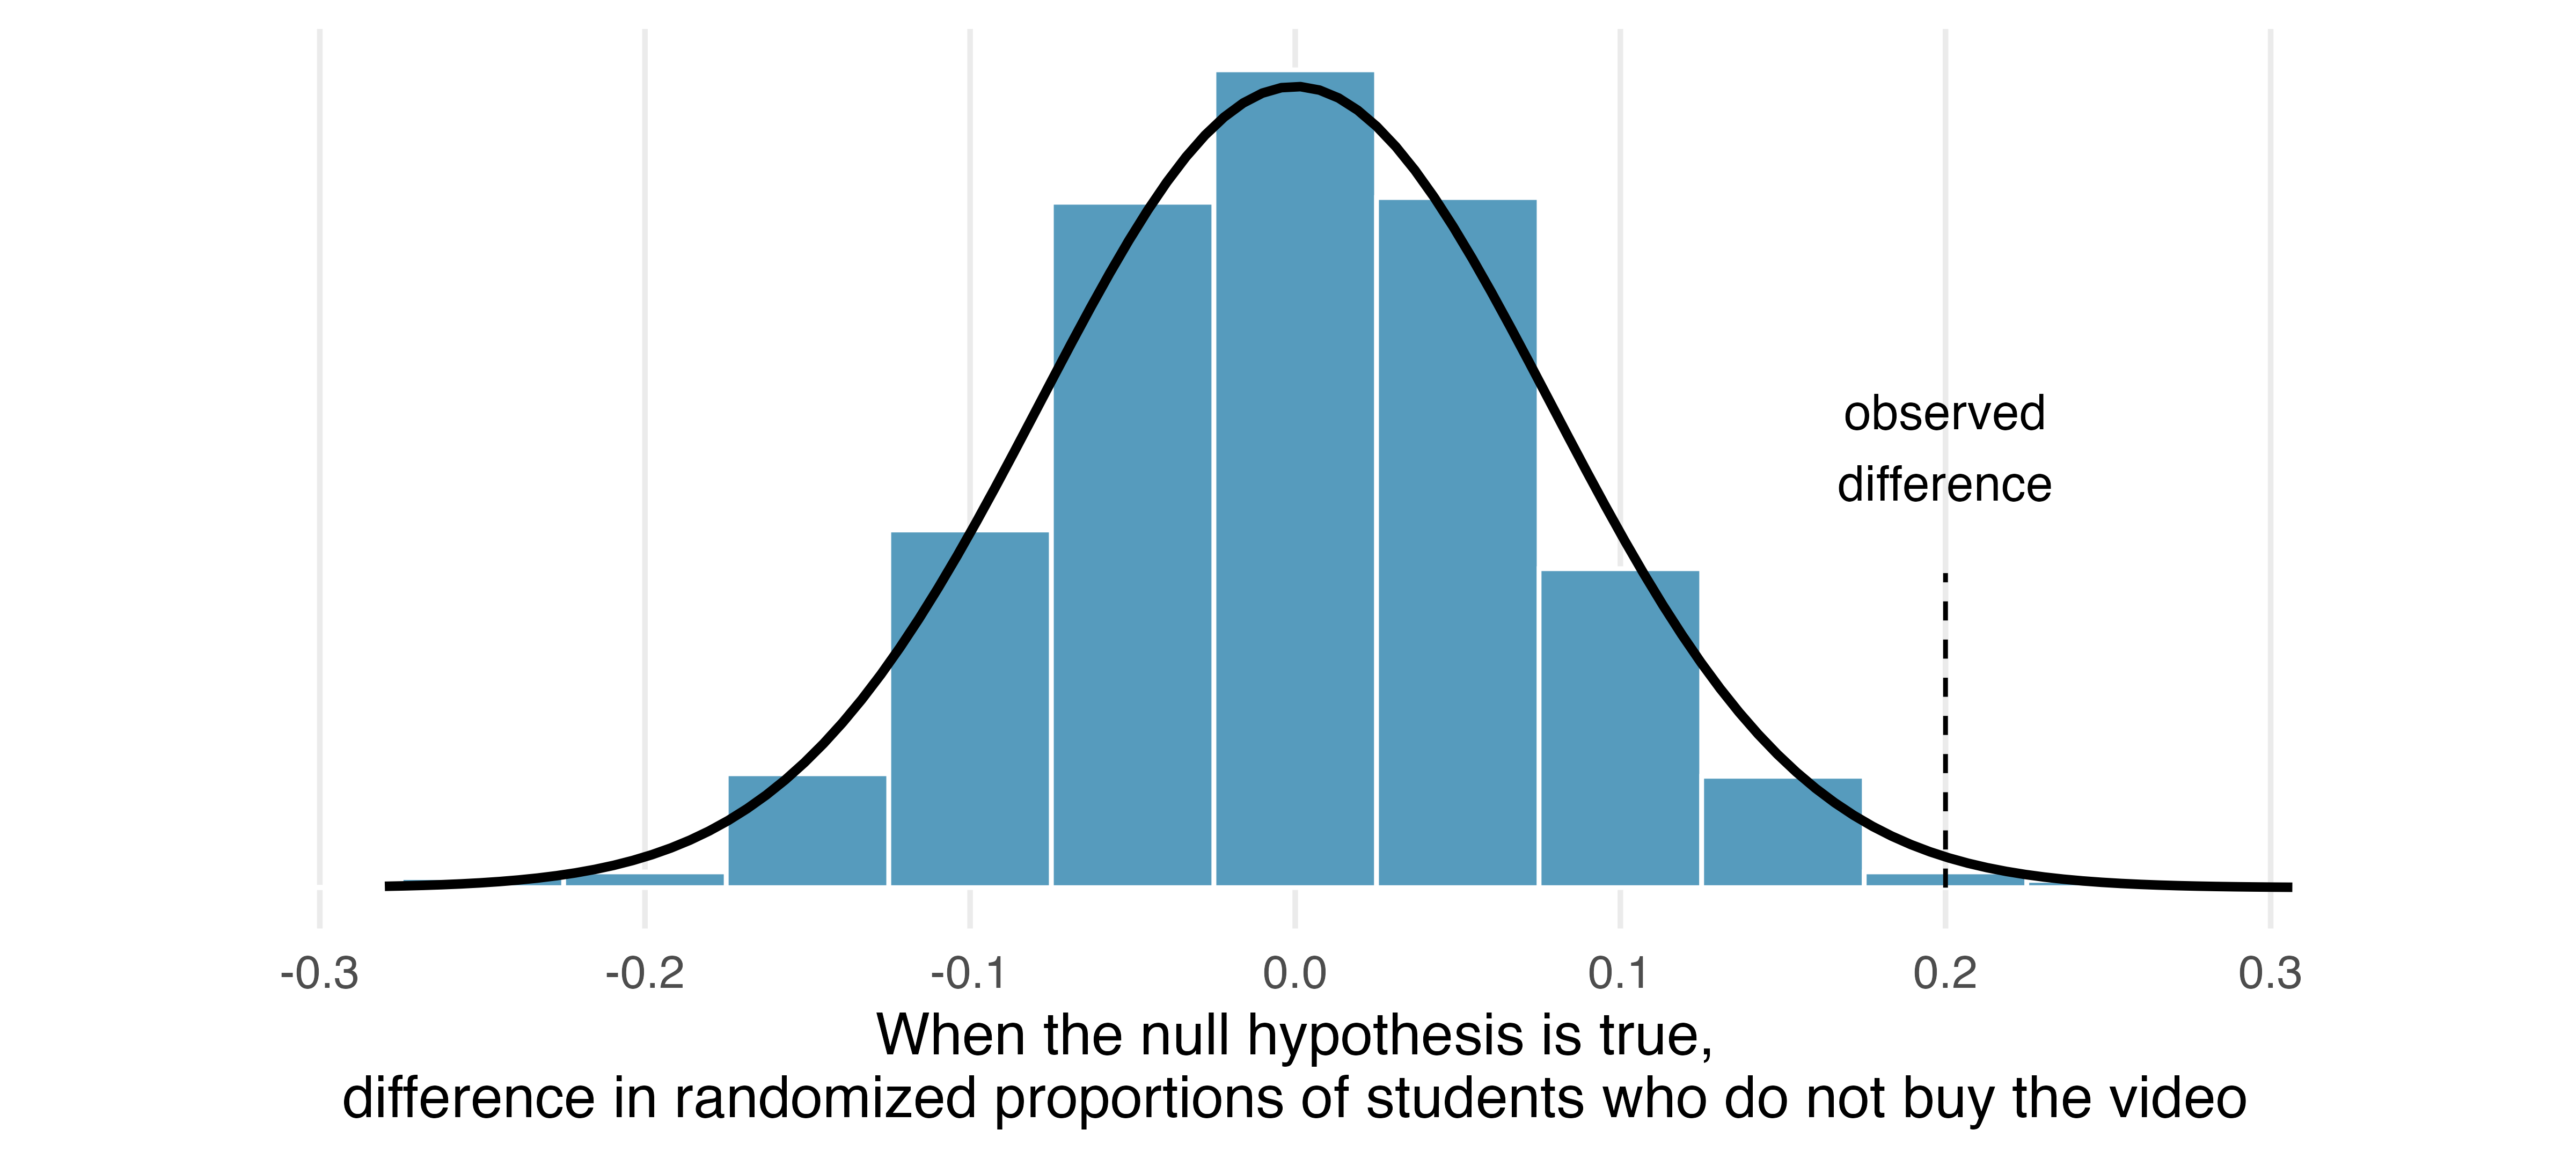 observed
difference
-0.3 -0.2 -0.1 0.0 0.1 0.2 0.3
When the null hypothesis is true,
difference in randomized proportions of students who do not buy the video